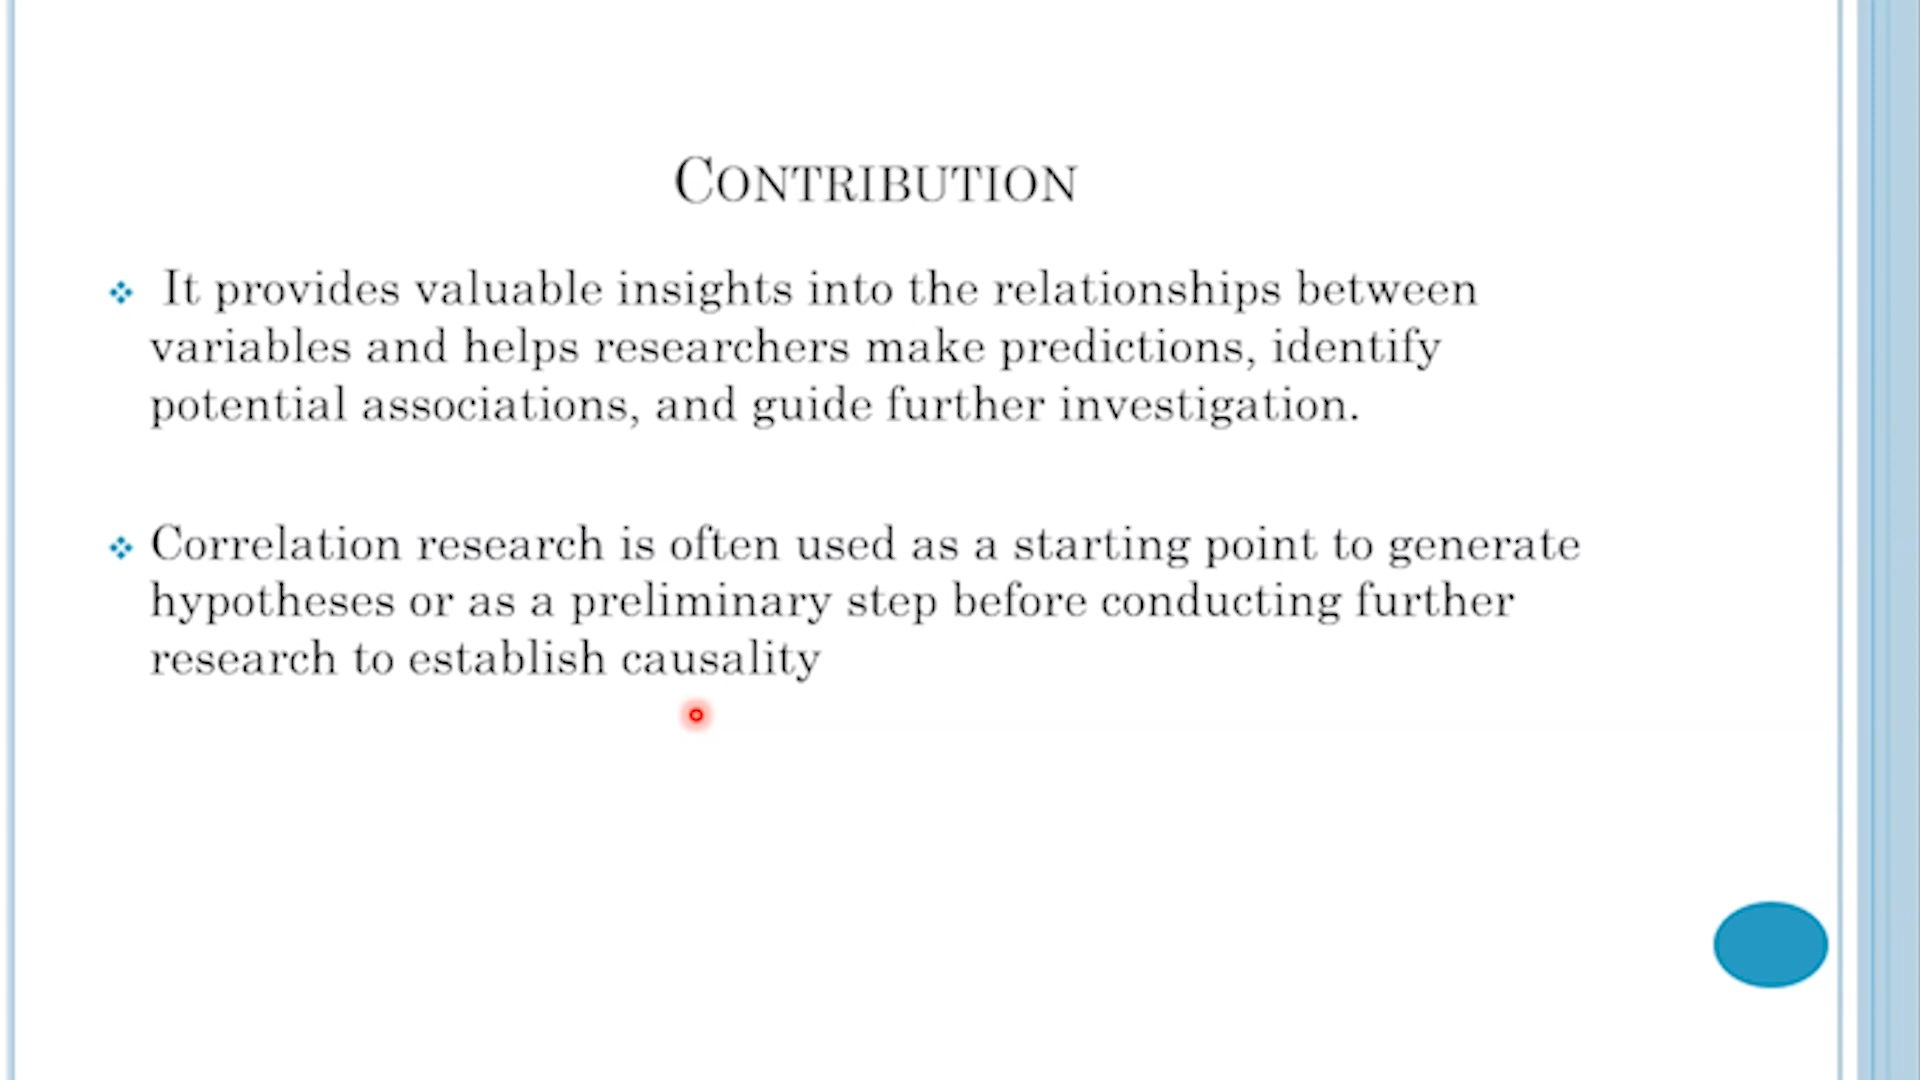 CONTRIBUTION
It provides valuable insights into the relationships between
variables and helps researchers make predictions, identify
potential associations, and guide further investigation.
Correlation research is often used as a starting point to generate
hypotheses or as a preliminary step before conducting further
research to establish causality